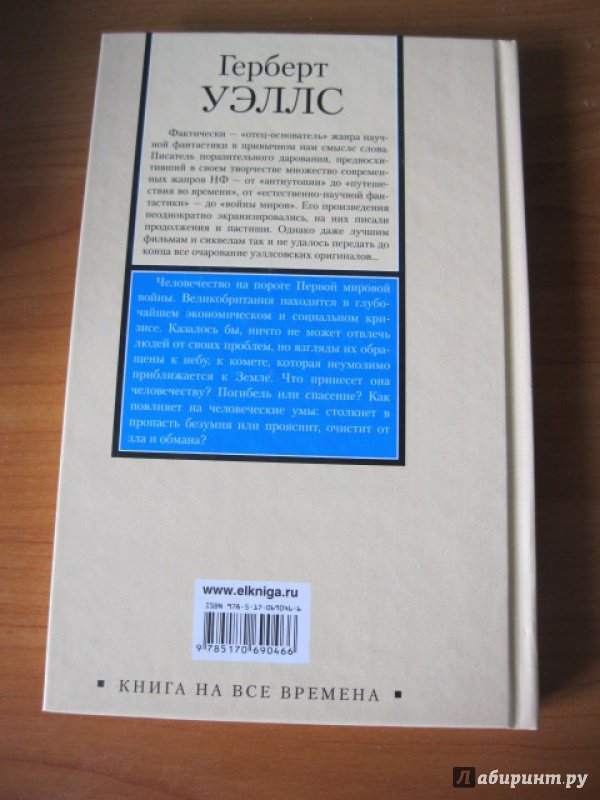 Герберт
УЭЛЛС
Фактически — «отец-основатель» жанра науч-
ной фантастики в привычном нам смысле слова.
Писатель поразительного дарования, предвосхи-
тивший в своем творчестве множество современ-
ных жанров НФ — от «антиутопии» до «путеше-
ствия во времени», от «естественно-научной фан-
тастики» — до «войны миров». Его произведения
неоднократно экранизировались, на них писали
продолжения и пастиши. Однако даже лучшим
фильмам и сиквелам так и не удалось передать до
конца все очарование уэллсовских оригиналов...
Человечество на пороге Первой мировой
войны. Великобритания находится в глубо-
чайшем экономическом и социальном кри-
зисе. Казалось бы, ничто не может отвлечь
людей от своих проблем, но взгляды их обра-
щены к небу, к комете, которая неумолимо
приближается к Земле. Что принесет она
человечеству? Погибель или спасение? Как
повлияет на человеческие умы: столкнет в
пропасть безумия или прояснит, очистит от
зла и обмана?
www.elkniga.ru
ISBN 978-5-17-069046-6
9 785170 690466
▪ КНИГА НА ВСЕ ВРЕМЕНА ▪
Лабиринт.ру